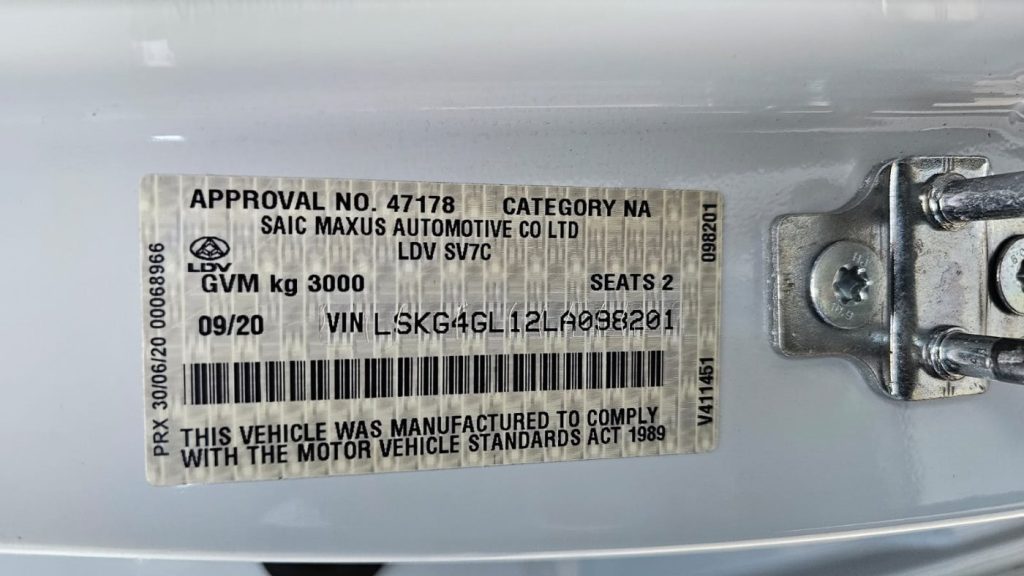 APPROVAL NO. 47178 CATEGORY NA
SAIC MAXUS AUTOMOTIVE CO LTD
LDV SV7C
LDV
GVM kg 3000 SEATS 2
09/20 VIN LSKG4GL12LA098201
THIS VEHICLE WAS MANUFACTURED TO COMPLY
WITH THE MOTOR VEHICLE STANDARDS ACT 1989
PRX 30/06/20 00068966
V411451 098201